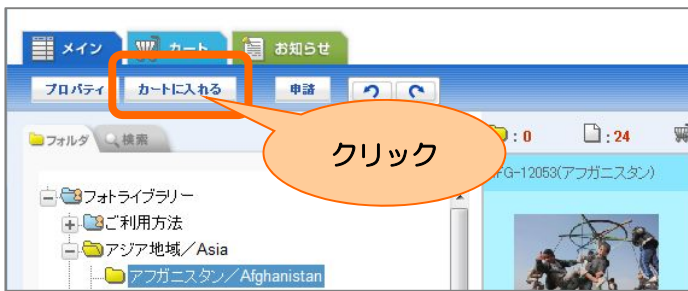 メイン カート お知らせ
プロパティ カートに入れる 申請
クリック
フォルダ 検索
: 0 : 24
FG-12053(アフガニスタン)
フォトライブラリー
ご利用方法
アジア地域/Asia
アフガニスタン/Afghanistan